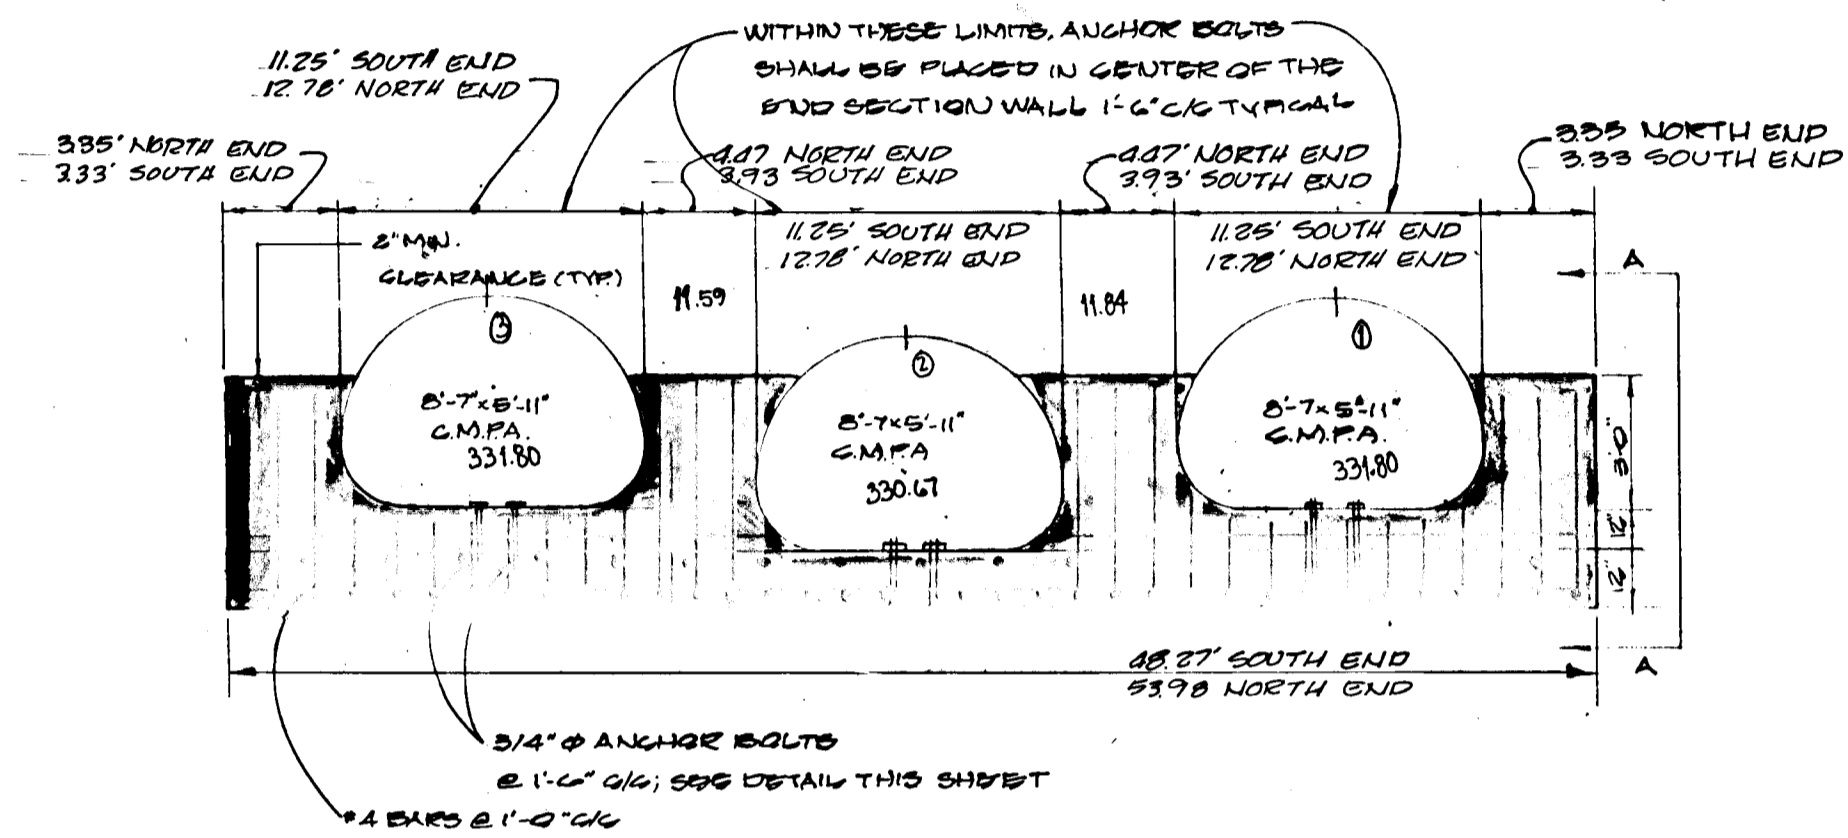 WITHIN THESE LIMITS, ANCHOR BOLTS
SHALL BE PLACED IN CENTER OF THE
END SECTION WALL 1'-6" C/C TYPICAL
11.25' SOUTH END
12.78' NORTH END
3.35' NORTH END
3.33' SOUTH END
4.47 NORTH END
3.93 SOUTH END
4.47' NORTH END
3.93' SOUTH END
3.35 NORTH END
3.33 SOUTH END
2" MIN.
CLEARANCE (TYP.)
11.25' SOUTH END
12.78' NORTH END
11.25' SOUTH END
12.78' NORTH END
A
11.59
11.84
3
2
1
8'-7"x5'-11"
C.M.P.A.
331.80
8'-7x5'-11"
C.M.P.A
330.67
8'-7x5'-11"
C.M.P.A.
331.80
3'-0"
12"
12"
48.27' SOUTH END
53.98 NORTH END
A
3/4" Ø ANCHOR BOLTS
@ 1'-6" C/C; SEE DETAIL THIS SHEET
#4 BARS @ 1'-0" C/C